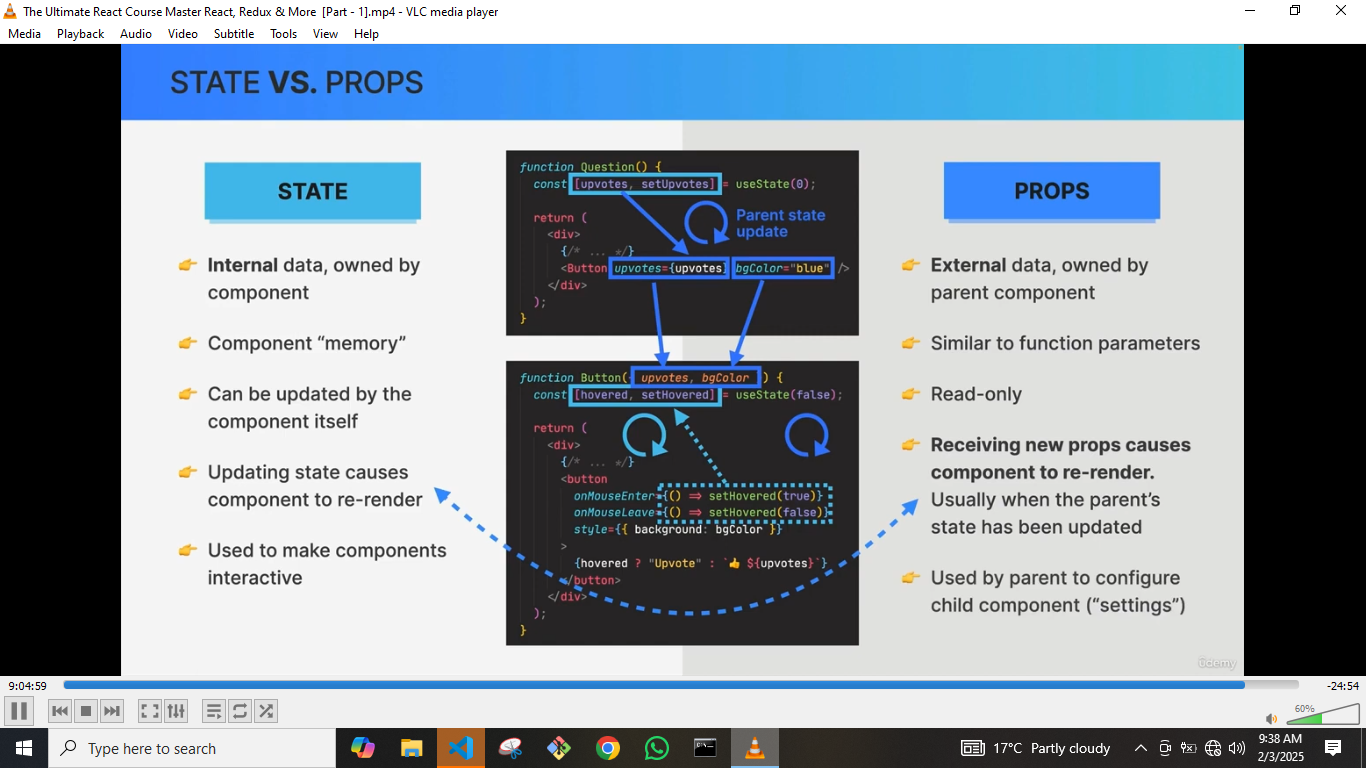 The Ultimate React Course Master React, Redux & More  [Part - 1].mp4 - VLC media player
Media Playback Audio Video Subtitle Tools View Help
STATE VS. PROPS
STATE
👉 Internal data, owned by
component
👉 Component “memory”
👉 Can be updated by the
component itself
👉 Updating state causes
component to re-render
👉 Used to make components
interactive
function Question() {
const [upvotes, setUpvotes] = useState(0);
return (
<div>
{/* ... */}
<Button upvotes={upvotes} bgColor="blue" />
</div>
);
}
Parent state
update
function Button({ upvotes, bgColor }) {
const [hovered, setHovered] = useState(false);
return (
<div>
{/* ... */}
<button
onMouseEnter={() ⇒ setHovered(true)}
onMouseLeave={() ⇒ setHovered(false)}
style={{ background: bgColor }}
>
{hovered ? "Upvote" : `👍 ${upvotes}`}
</button>
</div>
);
}
PROPS
👉 External data, owned by
parent component
👉 Similar to function parameters
👉 Read-only
👉 Receiving new props causes
component to re-render.
Usually when the parent’s
state has been updated
👉 Used by parent to configure
child component (“settings”)
ûdemy
9:04:59
-24:54
60%
Type here to search
17°C Partly cloudy
9:38 AM
2/3/2025